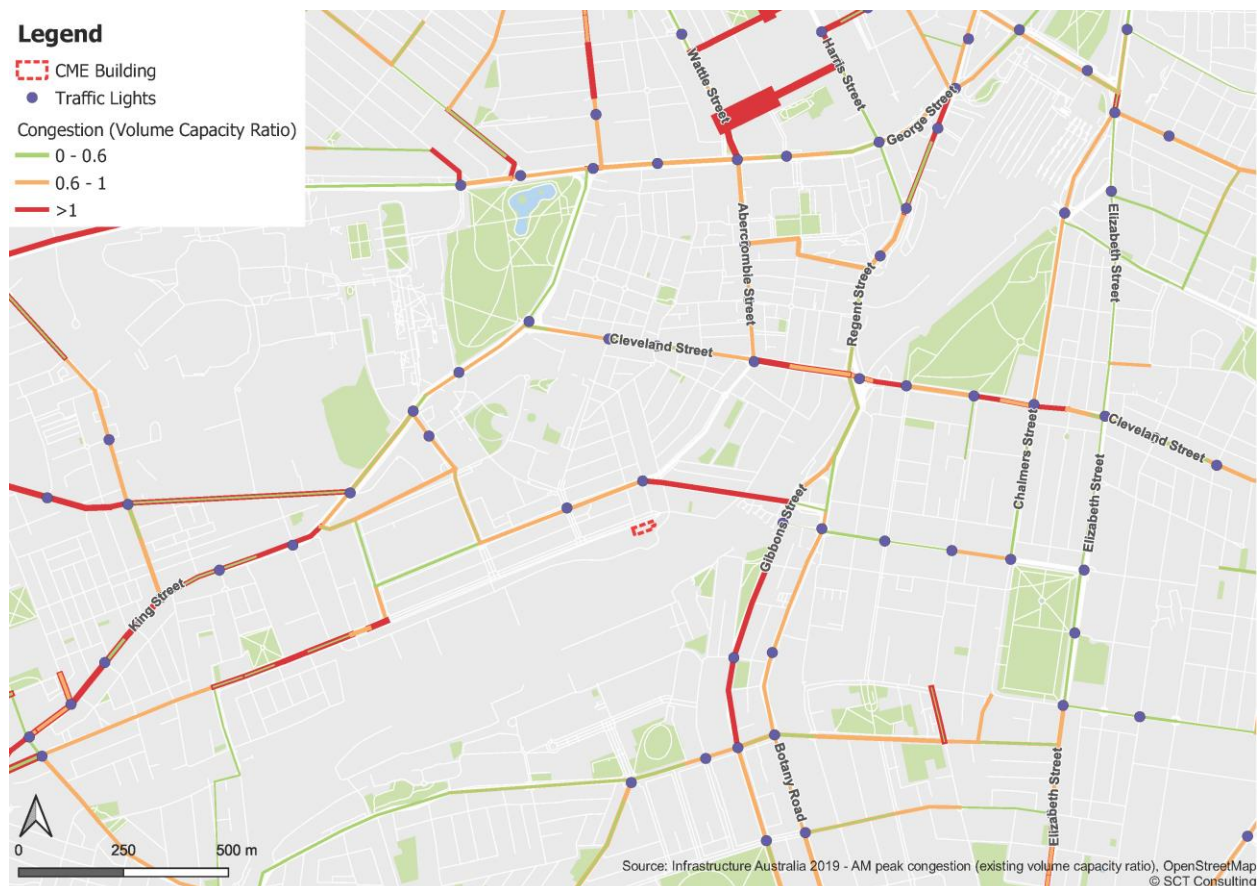 Legend
CME Building
Traffic Lights
Congestion (Volume Capacity Ratio)
0 - 0.6
0.6 - 1
>1
Wattle Street
Harris Street
George Street
Abercrombie Street
Elizabeth Street
Regent Street
Cleveland Street
Chalmers Street
Cleveland Street
Elizabeth Street
Gibbons Street
King Street
Botany Road
Elizabeth Street
0 250 500 m
Source: Infrastructure Australia 2019 - AM peak congestion (existing volume capacity ratio), OpenStreetMap
© SCT Consulting